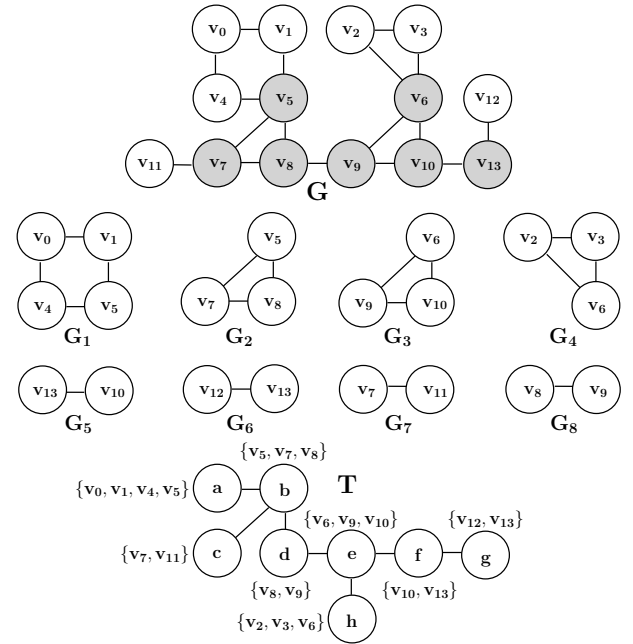 v0 v1 v2 v3
v4 v5 v6 v12
v11 v7 v8 v9 v10 v13
G
v0 v1 v5 v6 v2 v3
v4 v5 v7 v8 v9 v10 v6
G1 G2 G3 G4
v13 v10 v12 v13 v7 v11 v8 v9
G5 G6 G7 G8
{v5, v7, v8}
{v0, v1, v4, v5} a b T
{v6, v9, v10} {v12, v13}
{v7, v11} c d e f g
{v8, v9} {v10, v13}
{v2, v3, v6} h